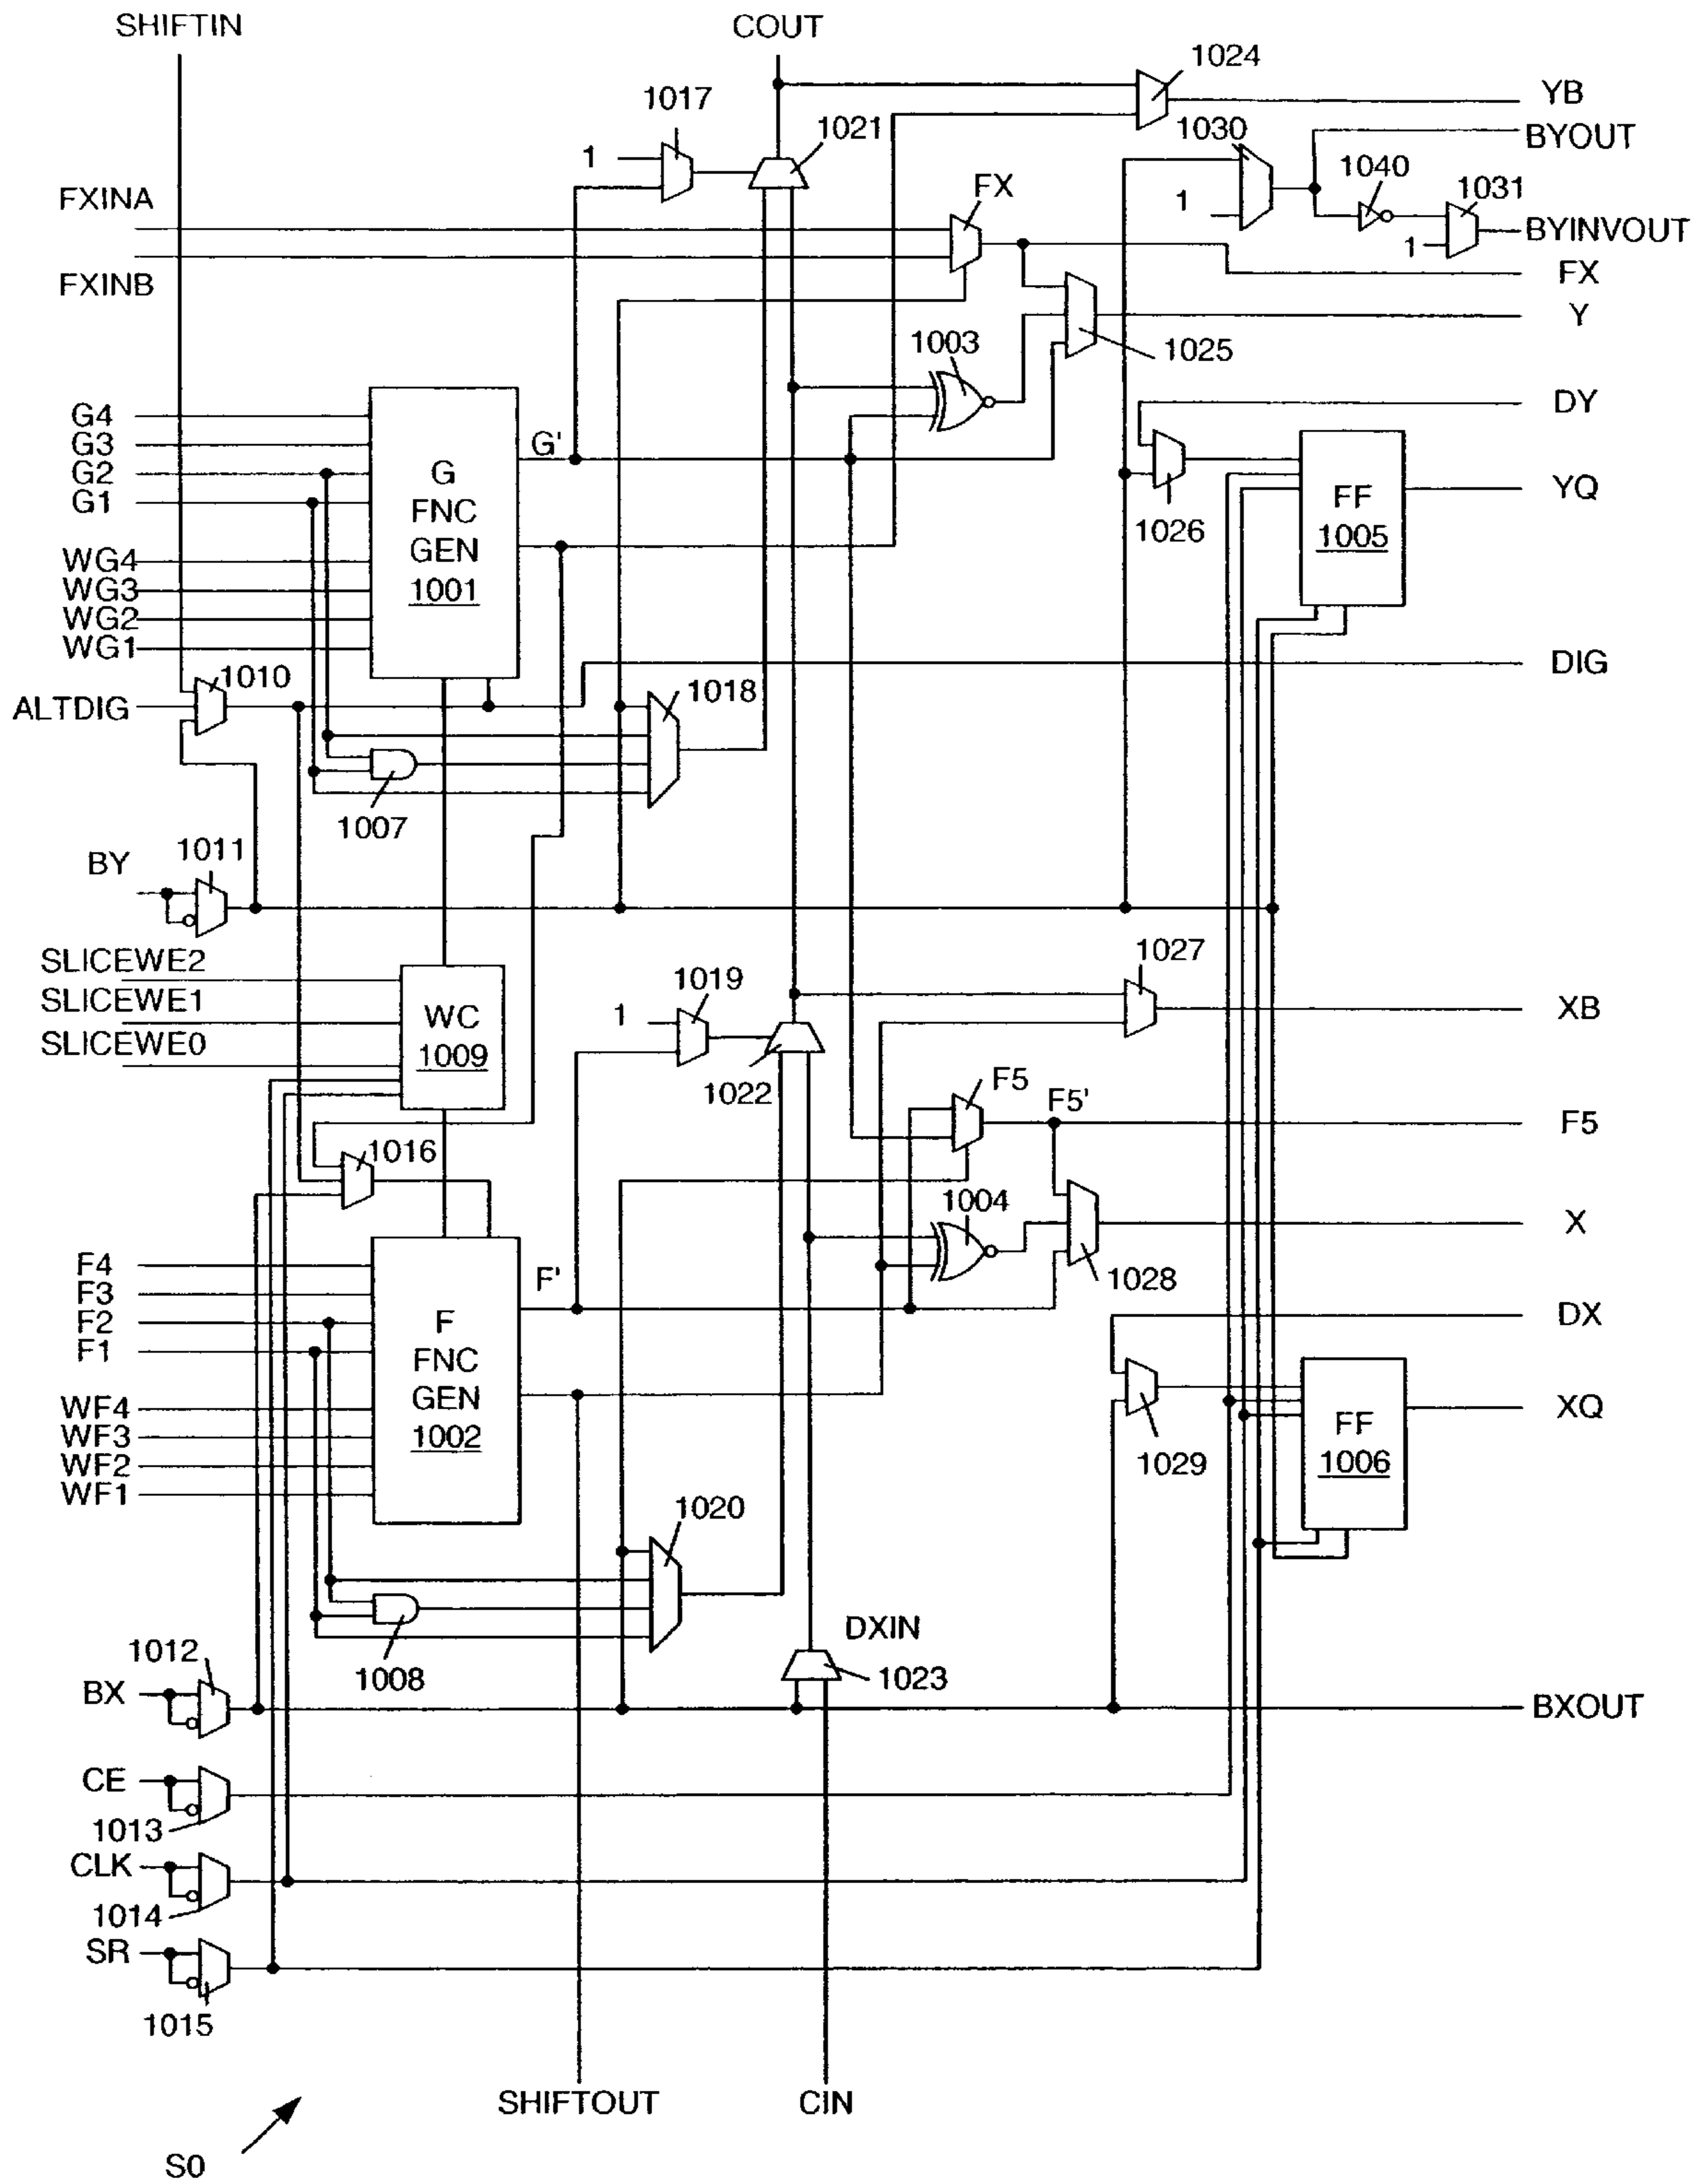 SHIFTIN
COUT
1024
YB
1017
1021
1030
BYOUT
1
1040
1031
FXINA
FX
1
BYINVOUT
1
FXINB
FX
Y
1003
1025
G4
DY
G3
G'
G2
G
YQ
G1
FNC
FF
GEN
1026
1005
WG4
1001
WG3
WG2
WG1
DIG
1010
1018
ALTDIG
1007
1011
BY
SLICEWE2
1027
SLICEWE1
1019
1
WC
XB
SLICEWE0
1009
1022
F5
F5'
F5
1016
1004
X
F4
F'
1028
F3
F2
F
DX
F1
FNC
GEN
XQ
WF4
1002
FF
WF3
1029
1006
WF2
WF1
1020
DXIN
1012
1008
1023
BX
BXOUT
CE
1013
CLK
1014
SR
1015
SHIFTOUT
CIN
S0